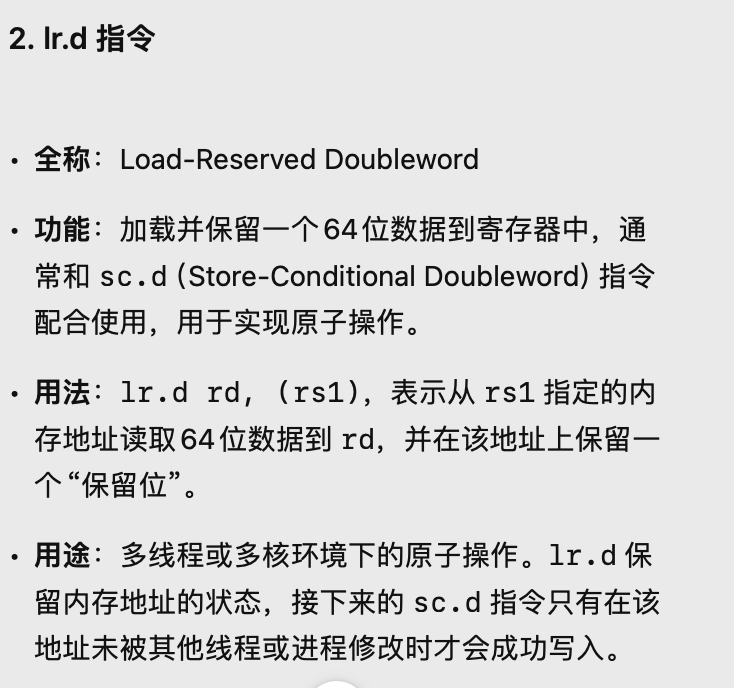 2. lr.d 指令
• 全称：Load-Reserved Doubleword
• 功能：加载并保留一个64位数据到寄存器中，通
常和 sc.d (Store-Conditional Doubleword) 指令
配合使用，用于实现原子操作。
• 用法：lr.d rd, (rs1)，表示从 rs1 指定的内
存地址读取64位数据到 rd，并在该地址上保留一
个“保留位”。
• 用途：多线程或多核环境下的原子操作。lr.d 保
留内存地址的状态，接下来的 sc.d 指令只有在该
地址未被其他线程或进程修改时才会成功写入。